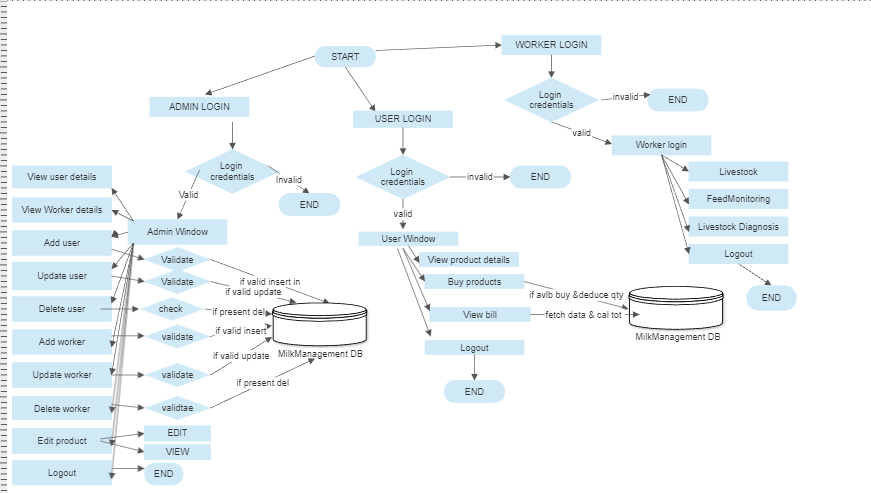 START
WORKER LOGIN
ADMIN LOGIN
USER LOGIN
Login
credentials
invalid
END
valid
Worker login
Livestock
FeedMonitoring
Livestock Diagnosis
Logout
END
Login
credentials
Valid
Invalid
END
Login
credentials
invalid
END
valid
User Window
View product details
Buy products
View bill
Logout
END
if avlb buy &deduce qty
fetch data & cal tot
MilkManagement DB
Admin Window
View user details
View Worker details
Add user
Update user
Delete user
Add worker
Update worker
Delete worker
Edit product
Logout
Validate
Validate
check
validate
validate
validtae
EDIT
VIEW
END
if valid insert in
if valid update
if present del
if valid insert
if valid update
if present del
MilkManagement DB